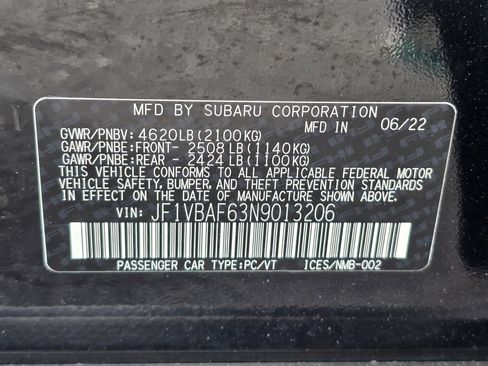 MFD BY SUBARU CORPORATION
MFD IN 06/22
GVWR/PNBV: 4620LB(2100KG)
GAWR/PNBE:FRONT- 2508LB(1140KG)
GAWR/PNBE:REAR - 2424LB(1100KG)
THIS VEHICLE CONFORMS TO ALL APPLICABLE FEDERAL MOTOR
VEHICLE SAFETY, BUMPER, AND THEFT PREVENTION STANDARDS
IN EFFECT ON THE DATE OF MANUFACTURE SHOWN ABOVE.
VIN: JF1VBAF63N9013206
PASSENGER CAR TYPE:PC/VT ICES/NMB-002